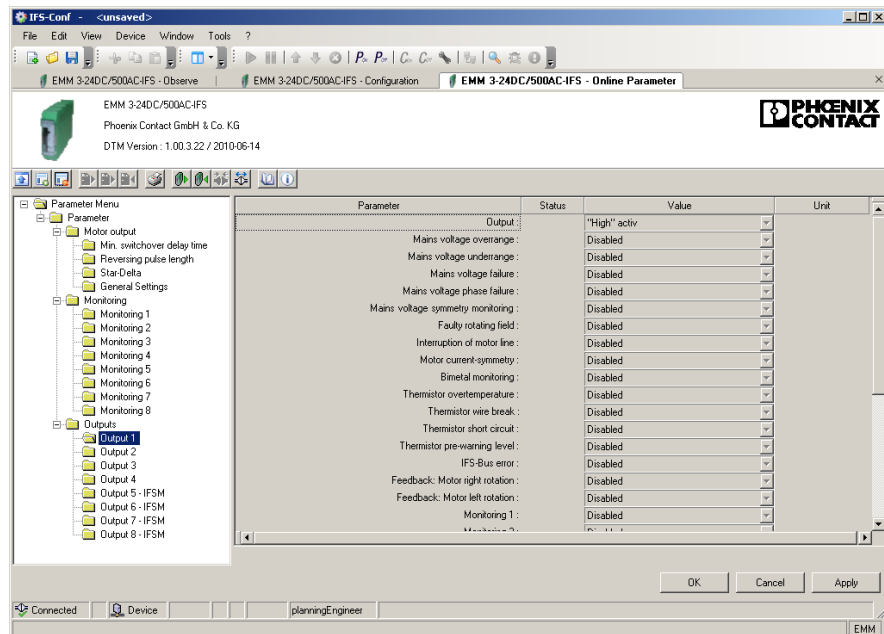 IFS-Conf - <unsaved>
File Edit View Device Window Tools ?
EMM 3-24DC/500AC-IFS - Observe
EMM 3-24DC/500AC-IFS - Configuration
EMM 3-24DC/500AC-IFS - Online Parameter
EMM 3-24DC/500AC-IFS
Phoenix Contact GmbH & Co. KG
DTM Version : 1.00.3.22 / 2010-06-14
PHŒNIX
CONTACT
Parameter Menu
Parameter
Motor output
Min. switchover delay time
Reversing pulse length
Star-Delta
General Settings
Monitoring
Monitoring 1
Monitoring 2
Monitoring 3
Monitoring 4
Monitoring 5
Monitoring 6
Monitoring 7
Monitoring 8
Outputs
Output 1
Output 2
Output 3
Output 4
Output 5 - IFSM
Output 6 - IFSM
Output 7 - IFSM
Output 8 - IFSM
Parameter Status Value Unit
Output : "High" activ
Mains voltage overrange : Disabled
Mains voltage underrange : Disabled
Mains voltage failure : Disabled
Mains voltage phase failure : Disabled
Mains voltage symmetry monitoring : Disabled
Faulty rotating field : Disabled
Interruption of motor line : Disabled
Motor current-symmetry : Disabled
Bimetal monitoring : Disabled
Thermistor overtemperature : Disabled
Thermistor wire break : Disabled
Thermistor short circuit : Disabled
Thermistor pre-warning level : Disabled
IFS-Bus error : Disabled
Feedback: Motor right rotation : Disabled
Feedback: Motor left rotation : Disabled
Monitoring 1 : Disabled
OK Cancel Apply
Connected Device planningEngineer
EMM